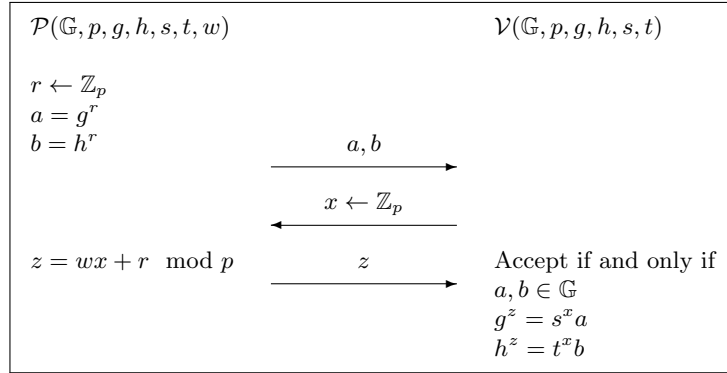 𝒫(𝔾, p, g, h, s, t, w) 𝒱(𝔾, p, g, h, s, t)
r ← ℤ_p
a = g^r
b = h^r
a, b
x ← ℤ_p
z = wx + r mod p
z
Accept if and only if
a, b ∈ 𝔾
g^z = s^x a
h^z = t^x b